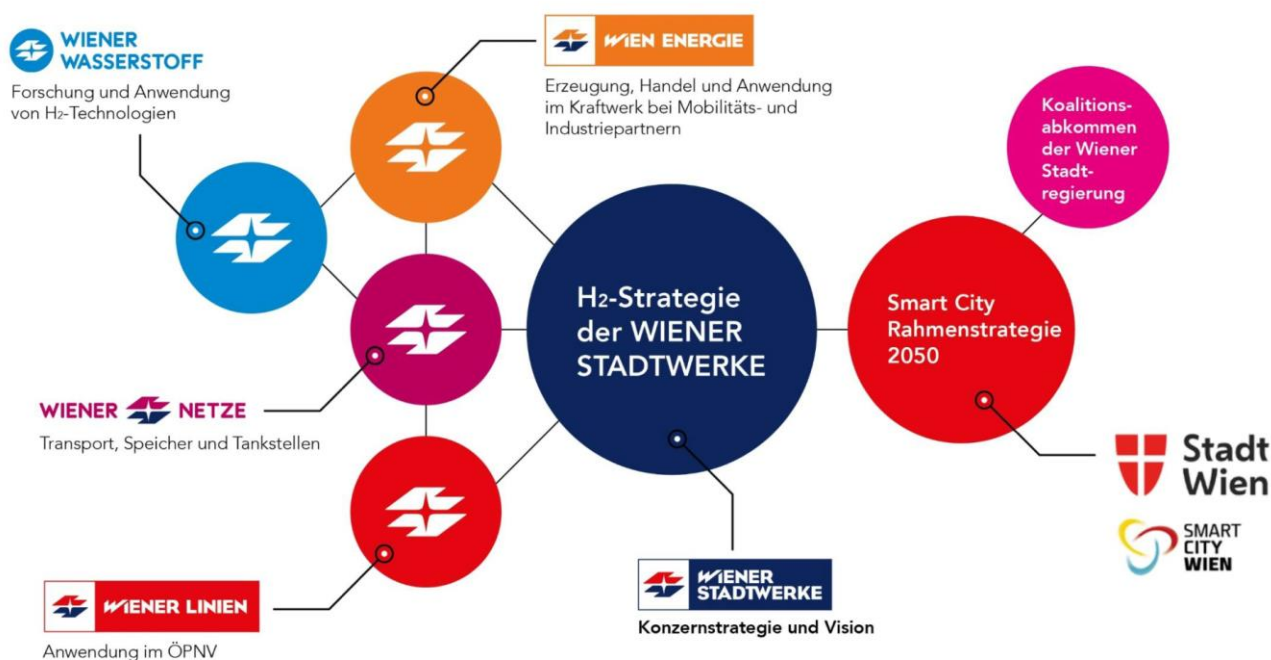 WIENER
WASSERSTOFF
Forschung und Anwendung
von H2-Technologien
WIEN ENERGIE
Erzeugung, Handel und Anwendung
im Kraftwerk bei Mobilitäts- und
Industriepartnern
Koalitions-
abkommen
der Wiener
Stadt-
regierung
H2-Strategie
der WIENER
STADTWERKE
Smart City
Rahmenstrategie
2050
WIENER NETZE
Transport, Speicher und Tankstellen
Stadt
Wien
SMART
CITY
WIEN
WIENER
STADTWERKE
Konzernstrategie und Vision
WIENER LINIEN
Anwendung im ÖPNV